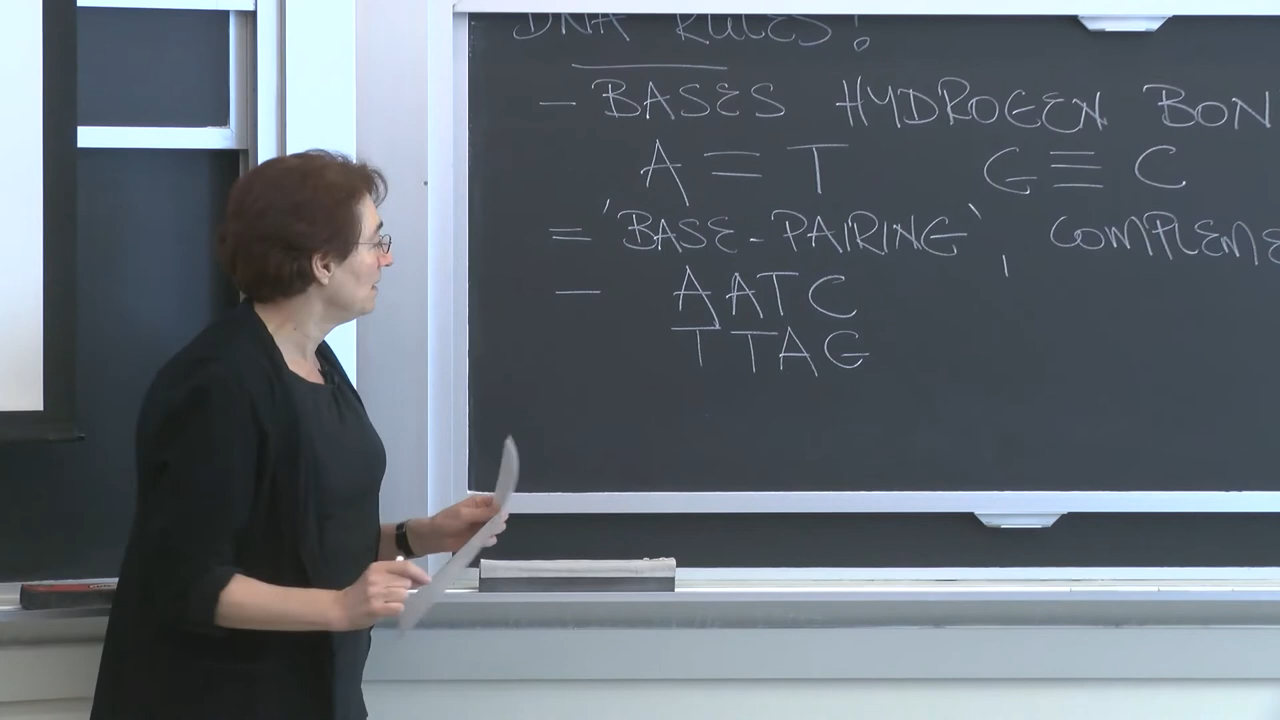 DNA RULES!
- BASES HYDROGEN BON
A = T G ≡ C
= 'BASE-PAIRING', COMPLEME
- AATC
TTAG